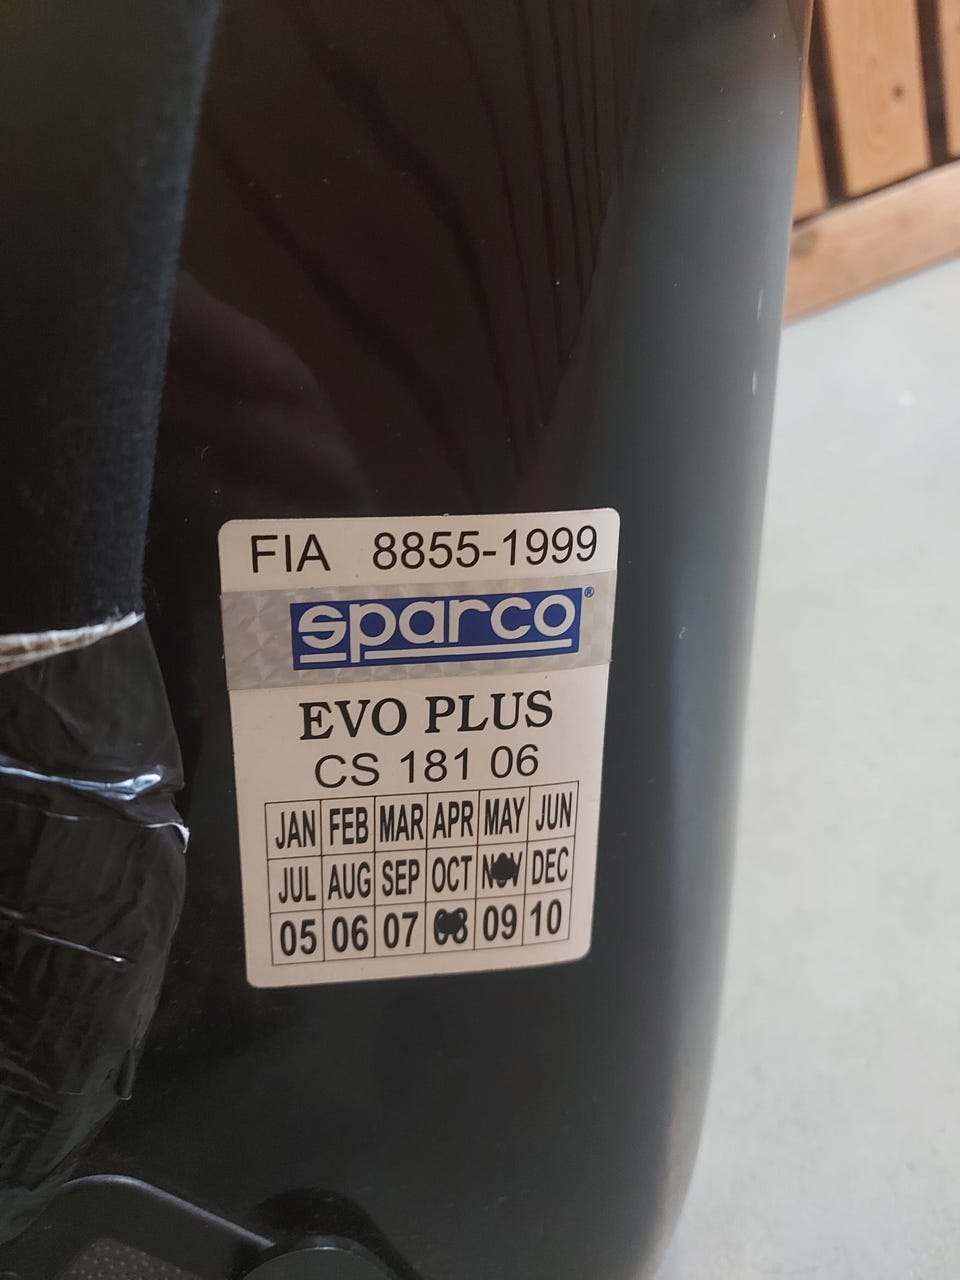 FIA 8855-1999
sparco®
EVO PLUS
CS 181 06
JAN FEB MAR APR MAY JUN
JUL AUG SEP OCT NOV DEC
05 06 07 08 09 10